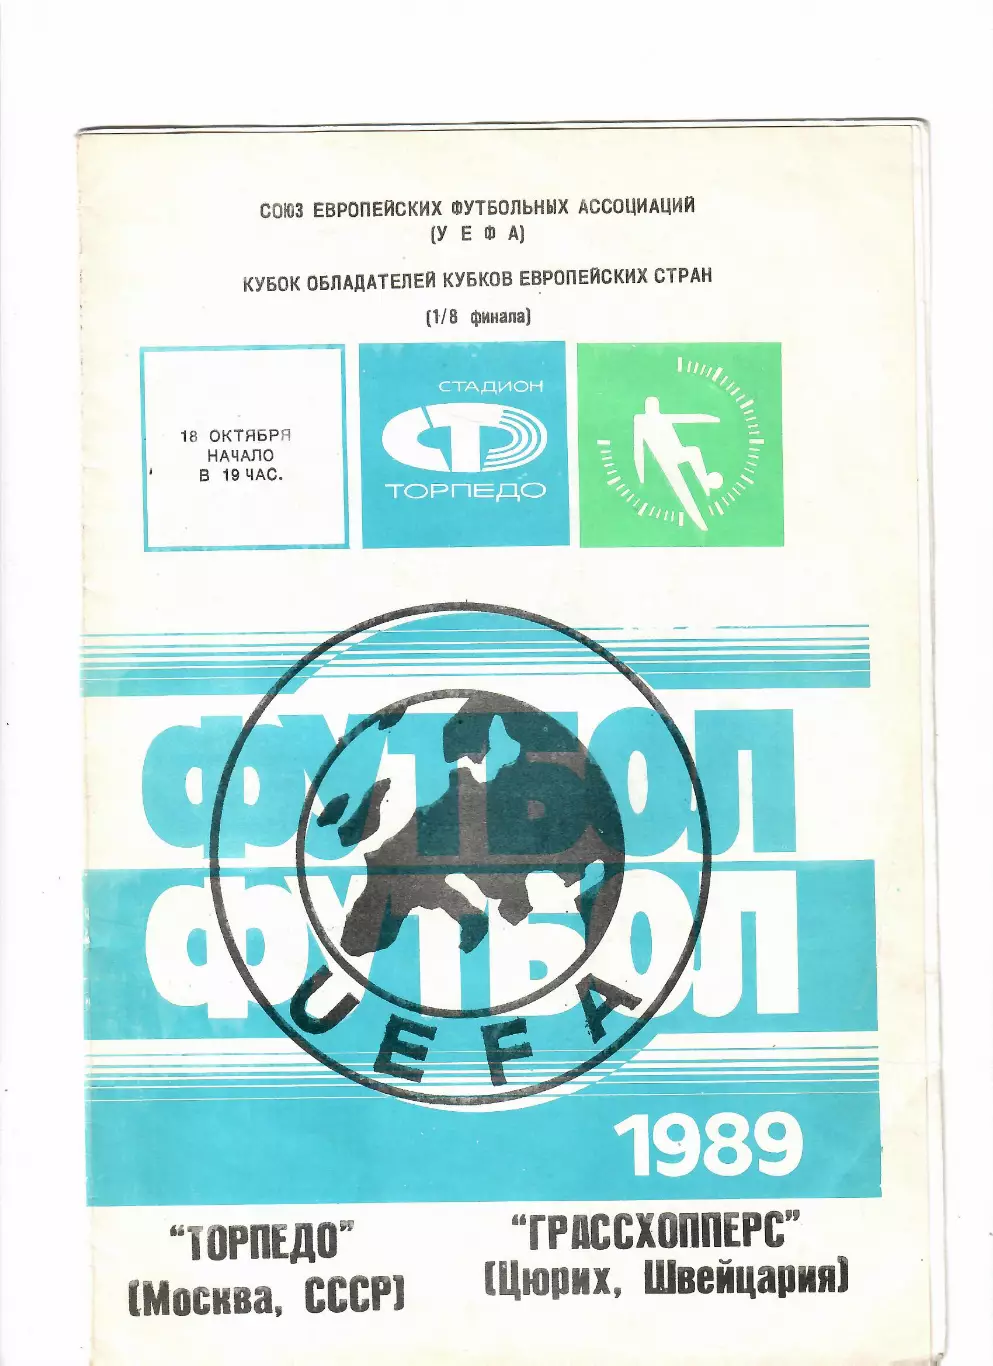 СОЮЗ ЕВРОПЕЙСКИХ ФУТБОЛЬНЫХ АССОЦИАЦИЙ
(У Е Ф А)
КУБОК ОБЛАДАТЕЛЕЙ КУБКОВ ЕВРОПЕЙСКИХ СТРАН
(1/8 финала)
18 ОКТЯБРЯ
НАЧАЛО
В 19 ЧАС.
СТАДИОН
ТОРПЕДО
ФУТБОЛ
ФУТБОЛ
UEFA
1989
"ТОРПЕДО"
(Москва, СССР)
"ГРАССХОППЕРС"
(Цюрих, Швейцария)